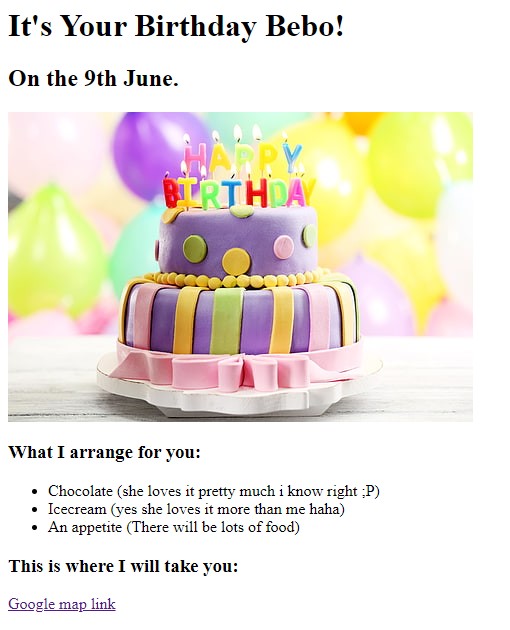 It's Your Birthday Bebo!
On the 9th June.
HAPPY
BIRTHDAY
What I arrange for you:
Chocolate (she loves it pretty much i know right ;P)
Icecream (yes she loves it more than me haha)
An appetite (There will be lots of food)
This is where I will take you:
Google map link